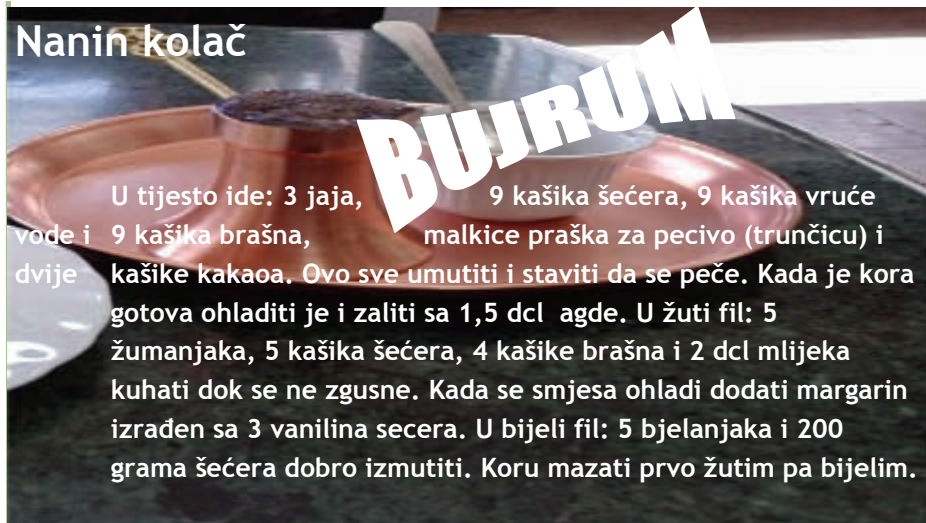 Nanin kolač
BUJRUM
U tijesto ide: 3 jaja, 9 kašika šećera, 9 kašika vruće
vode i 9 kašika brašna, malkice praška za pecivo (trunčicu) i
dvije kašike kakaoa. Ovo sve umutiti i staviti da se peče. Kada je kora
gotova ohladiti je i zaliti sa 1,5 dcl agde. U žuti fil: 5
žumanjaka, 5 kašika šećera, 4 kašike brašna i 2 dcl mlijeka
kuhati dok se ne zgusne. Kada se smjesa ohladi dodati margarin
izrađen sa 3 vanilina secera. U bijeli fil: 5 bjelanjaka i 200
grama šećera dobro izmutiti. Koru mazati prvo žutim pa bijelim.